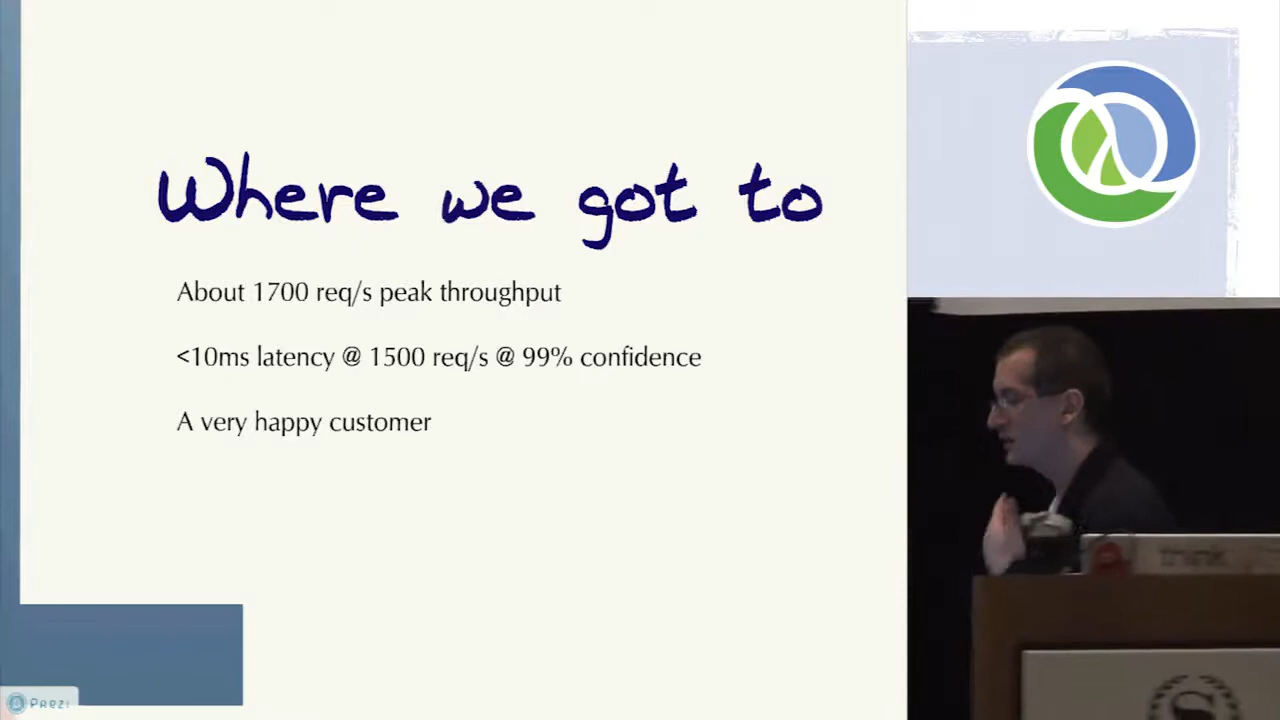 Where we got to
About 1700 req/s peak throughput
<10ms latency @ 1500 req/s @ 99% confidence
A very happy customer
Prezi
think
S